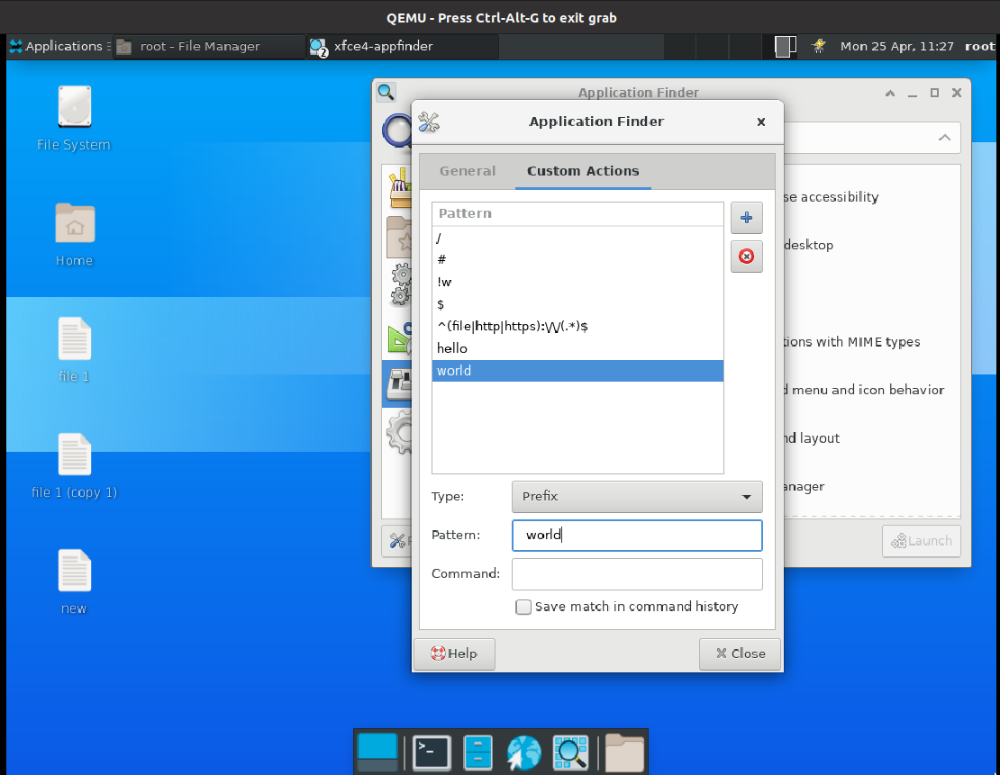 QEMU - Press Ctrl-Alt-G to exit grab
Applications
root - File Manager
2
xfce4-appfinder
Mon 25 Apr, 11:27
root
File System
Home
file 1
file 1 (copy 1)
new
Application Finder
se accessibility
desktop
tions with MIME types
d menu and icon behavior
nd layout
anager
Launch
Application Finder
General
Custom Actions
Pattern
/
#
!w
$
^(file|http|https):\/\/(.*)$
hello
world
Type:
Prefix
Pattern:
world
Command:
Save match in command history
Help
Close
>_